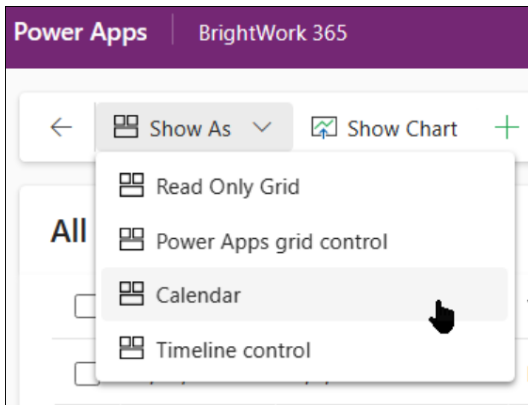 Power Apps BrightWork 365
Show As Show Chart
Read Only Grid
All
Power Apps grid control
Calendar
Timeline control